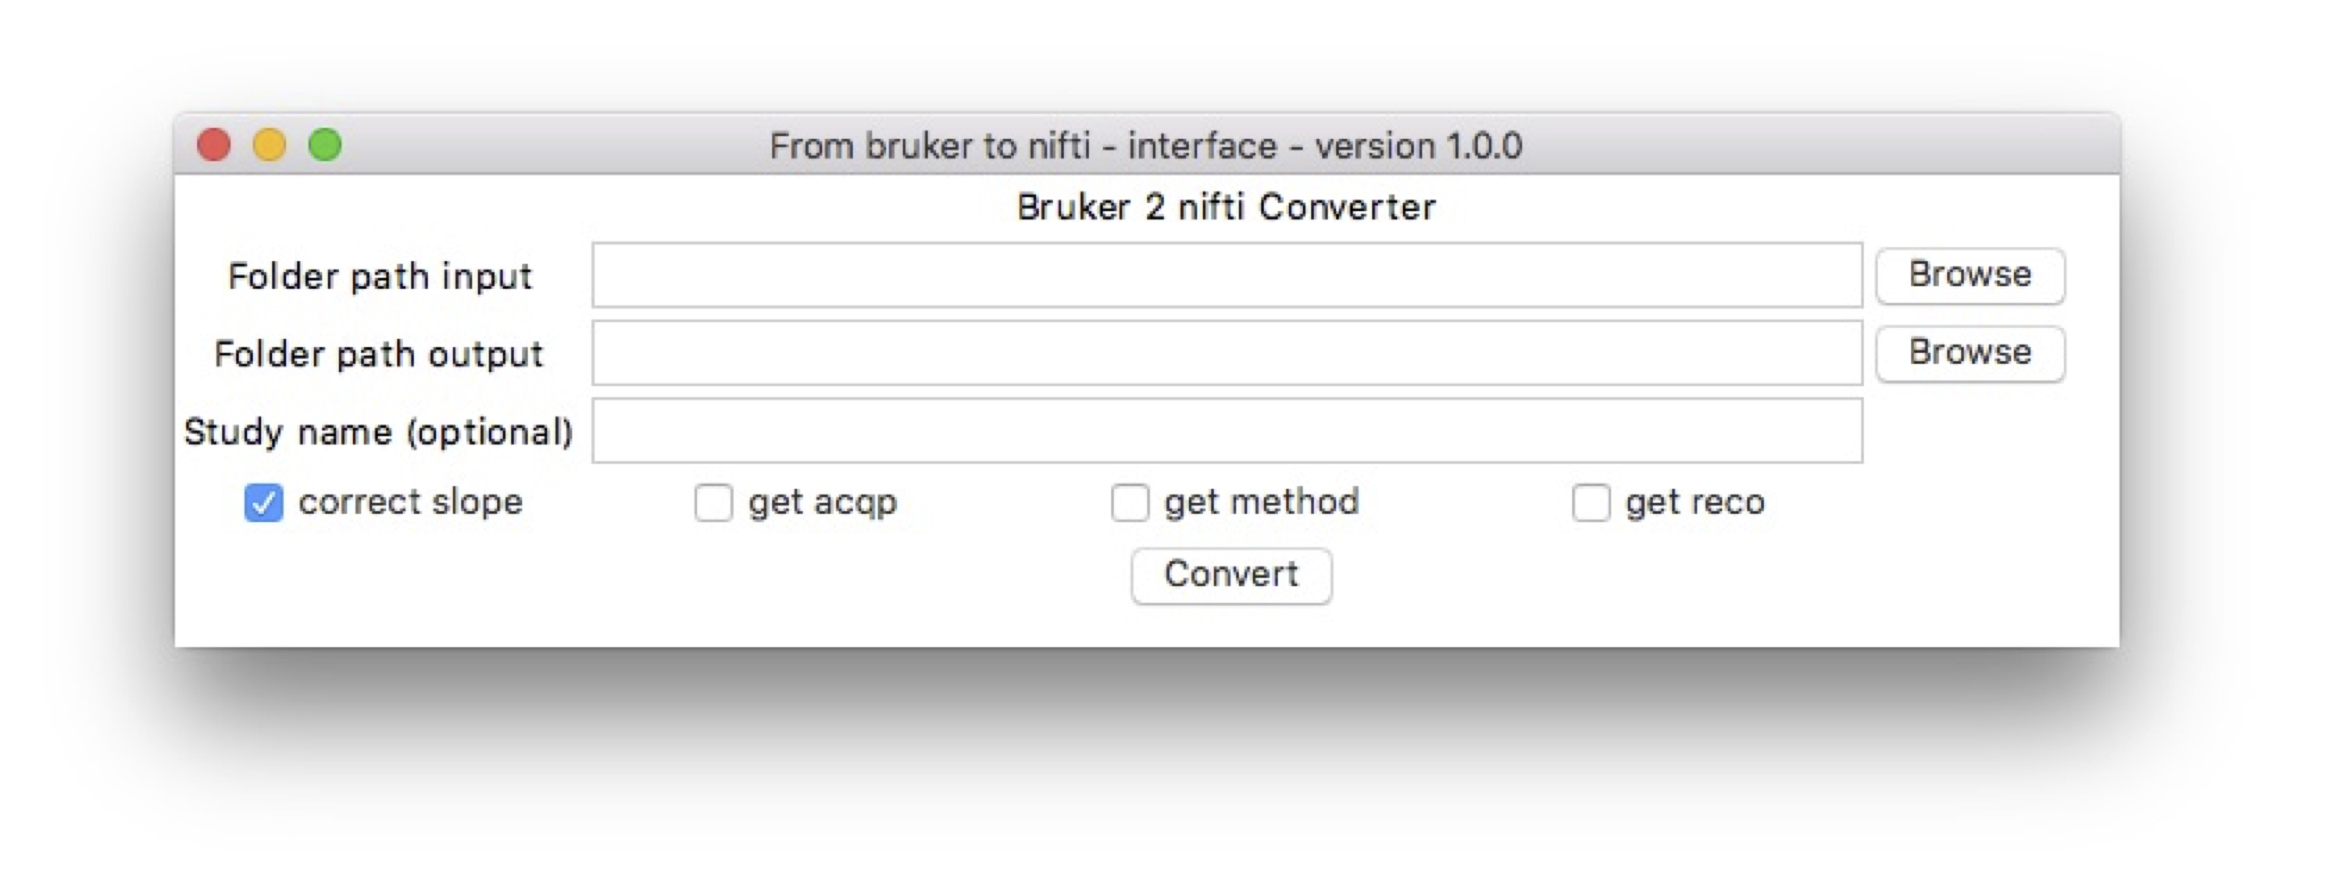 From bruker to nifti - interface - version 1.0.0
Bruker 2 nifti Converter
Folder path input Browse
Folder path output Browse
Study name (optional)
correct slope get acqp get method get reco
Convert